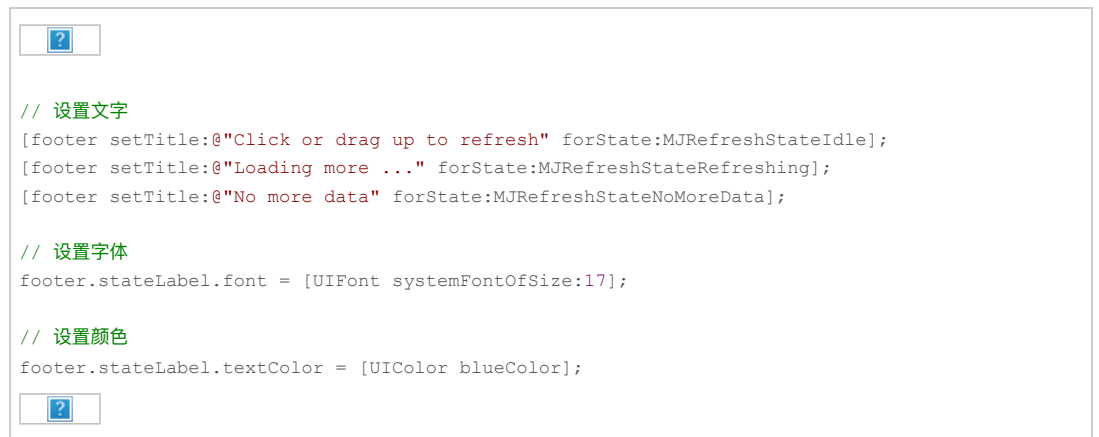 // 设置文字
[footer setTitle:@"Click or drag up to refresh" forState:MJRefreshStateIdle];
[footer setTitle:@"Loading more ..." forState:MJRefreshStateRefreshing];
[footer setTitle:@"No more data" forState:MJRefreshStateNoMoreData];
// 设置字体
footer.stateLabel.font = [UIFont systemFontOfSize:17];
// 设置颜色
footer.stateLabel.textColor = [UIColor blueColor];